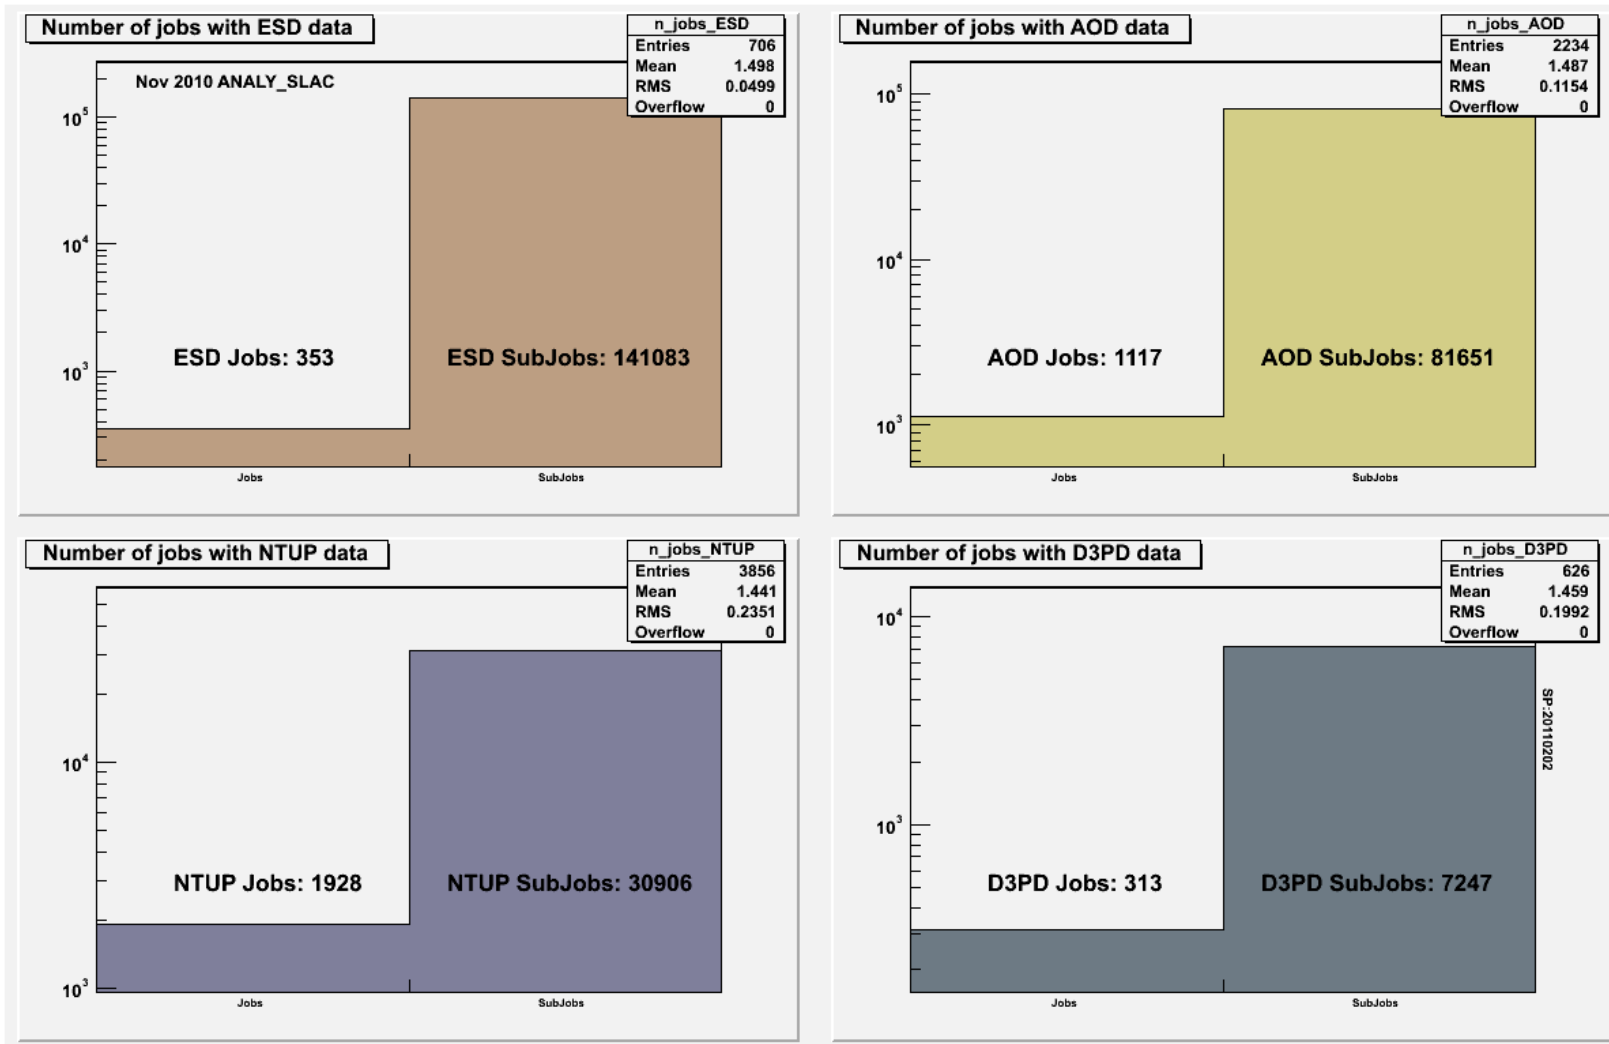 Number of jobs with ESD data
n_jobs_ESD
Entries 706
Mean 1.498
RMS 0.0499
Overflow 0
Nov 2010 ANALY_SLAC
10^5
10^4
10^3
ESD Jobs: 353
ESD SubJobs: 141083
Jobs
SubJobs
Number of jobs with AOD data
n_jobs_AOD
Entries 2234
Mean 1.487
RMS 0.1154
Overflow 0
10^5
10^4
10^3
AOD Jobs: 1117
AOD SubJobs: 81651
Jobs
SubJobs
Number of jobs with NTUP data
n_jobs_NTUP
Entries 3856
Mean 1.441
RMS 0.2351
Overflow 0
10^4
10^3
NTUP Jobs: 1928
NTUP SubJobs: 30906
Jobs
SubJobs
Number of jobs with D3PD data
n_jobs_D3PD
Entries 626
Mean 1.459
RMS 0.1992
Overflow 0
10^4
10^3
D3PD Jobs: 313
D3PD SubJobs: 7247
Jobs
SubJobs
SP:20110202